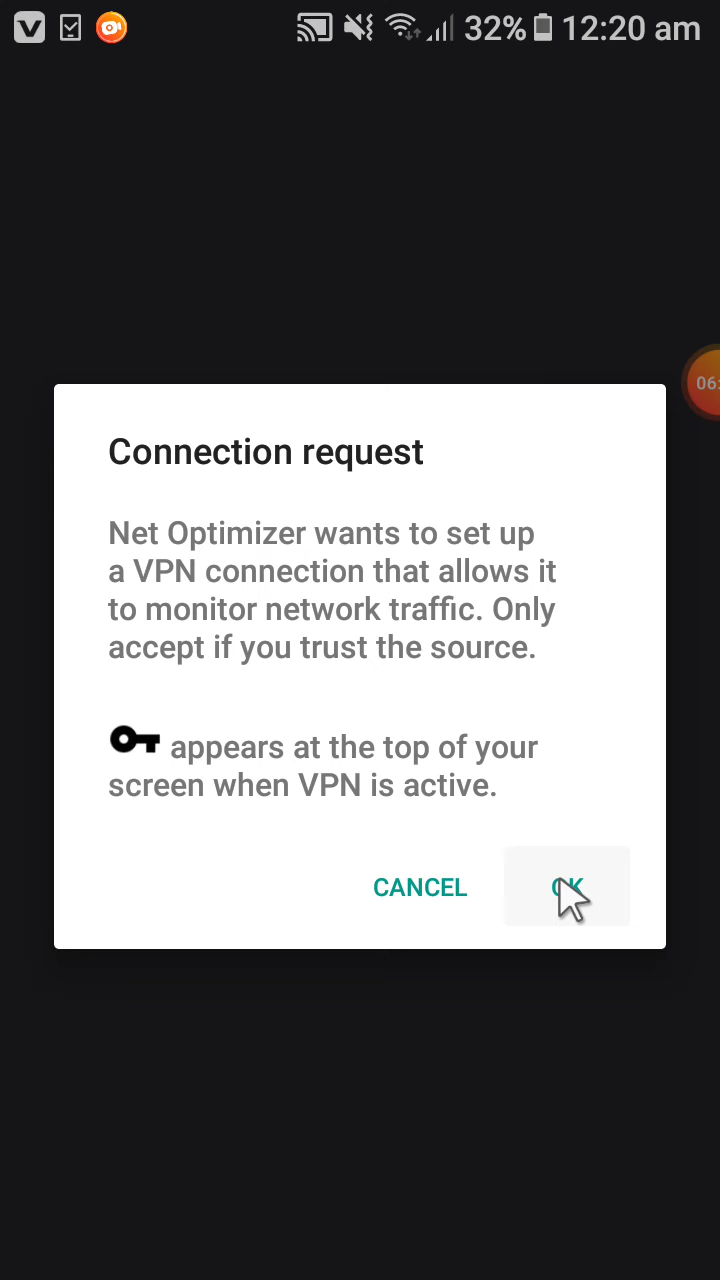 V 32% 12:20 am
06:
Connection request
Net Optimizer wants to set up
a VPN connection that allows it
to monitor network traffic. Only
accept if you trust the source.
appears at the top of your
screen when VPN is active.
CANCEL OK